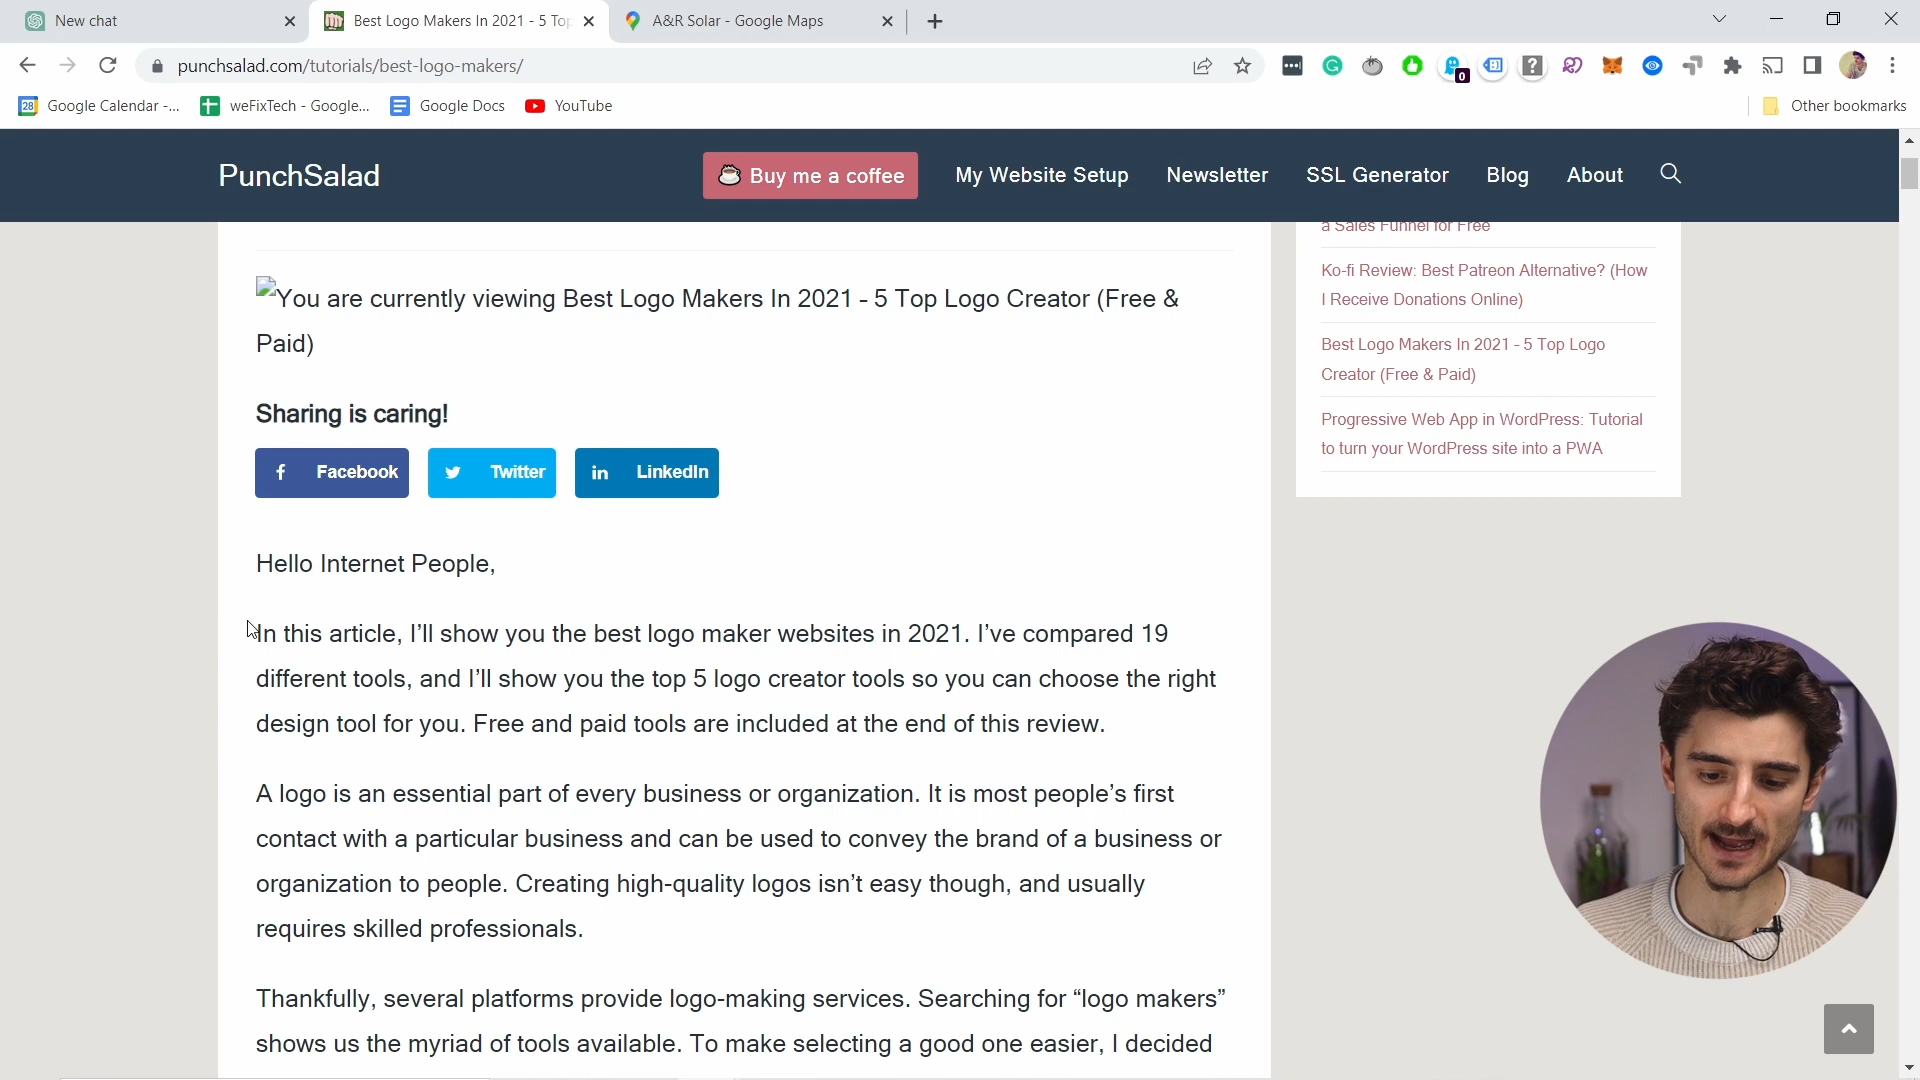 New chat
Best Logo Makers In 2021 - 5 Top
A&R Solar - Google Maps
punchsalad.com/tutorials/best-logo-makers/
0
28 Google Calendar -...
weFixTech - Google...
Google Docs
YouTube
Other bookmarks
PunchSalad
Buy me a coffee
My Website Setup
Newsletter
SSL Generator
Blog
About
You are currently viewing Best Logo Makers In 2021 - 5 Top Logo Creator (Free &
Paid)
Sharing is caring!
Facebook
Twitter
LinkedIn
Hello Internet People,
In this article, I’ll show you the best logo maker websites in 2021. I’ve compared 19
different tools, and I’ll show you the top 5 logo creator tools so you can choose the right
design tool for you. Free and paid tools are included at the end of this review.
A logo is an essential part of every business or organization. It is most people’s first
contact with a particular business and can be used to convey the brand of a business or
organization to people. Creating high-quality logos isn’t easy though, and usually
requires skilled professionals.
Thankfully, several platforms provide logo-making services. Searching for “logo makers”
shows us the myriad of tools available. To make selecting a good one easier, I decided
a Sales Funnel for Free
Ko-fi Review: Best Patreon Alternative? (How
I Receive Donations Online)
Best Logo Makers In 2021 - 5 Top Logo
Creator (Free & Paid)
Progressive Web App in WordPress: Tutorial
to turn your WordPress site into a PWA